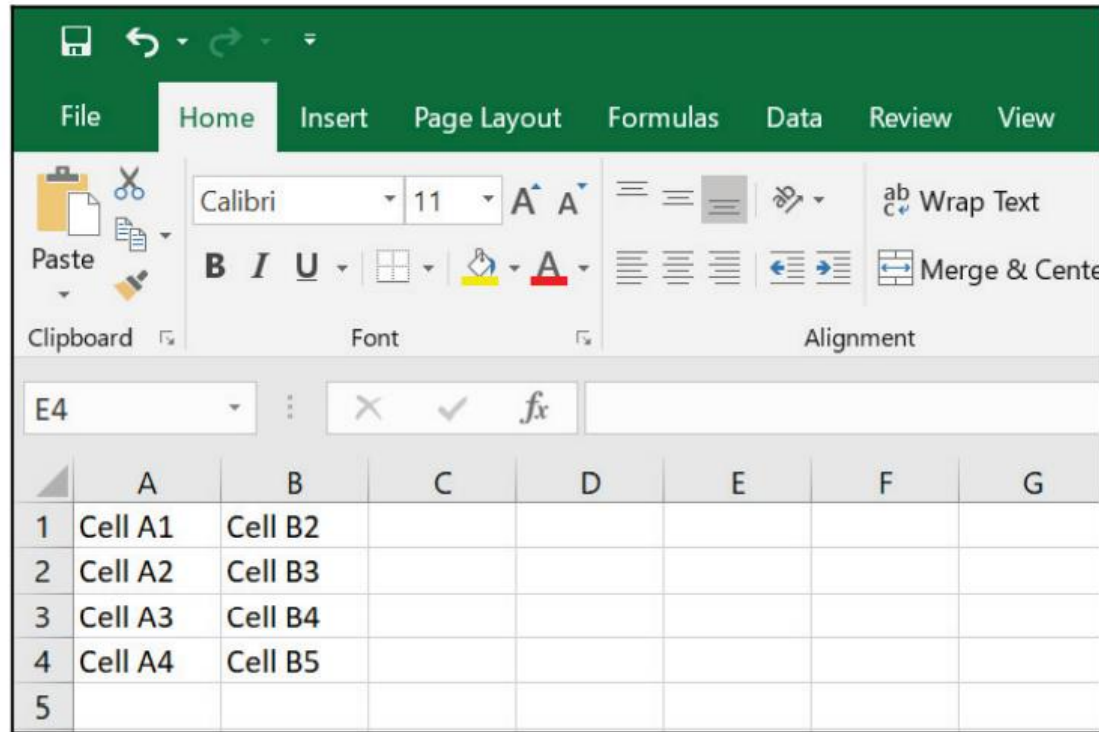 File Home Insert Page Layout Formulas Data Review View
Calibri 11 A A ab Wrap Text
c
Paste B I U A Merge & Cente
Clipboard Font Alignment
E4 fx
A B C D E F G
1 Cell A1 Cell B2
2 Cell A2 Cell B3
3 Cell A3 Cell B4
4 Cell A4 Cell B5
5